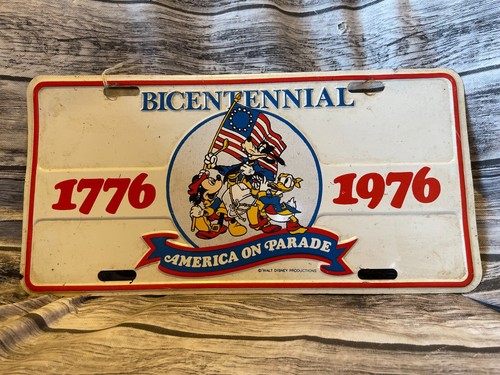 BICENTENNIAL
1776 1976
AMERICA ON PARADE
© WALT DISNEY PRODUCTIONS